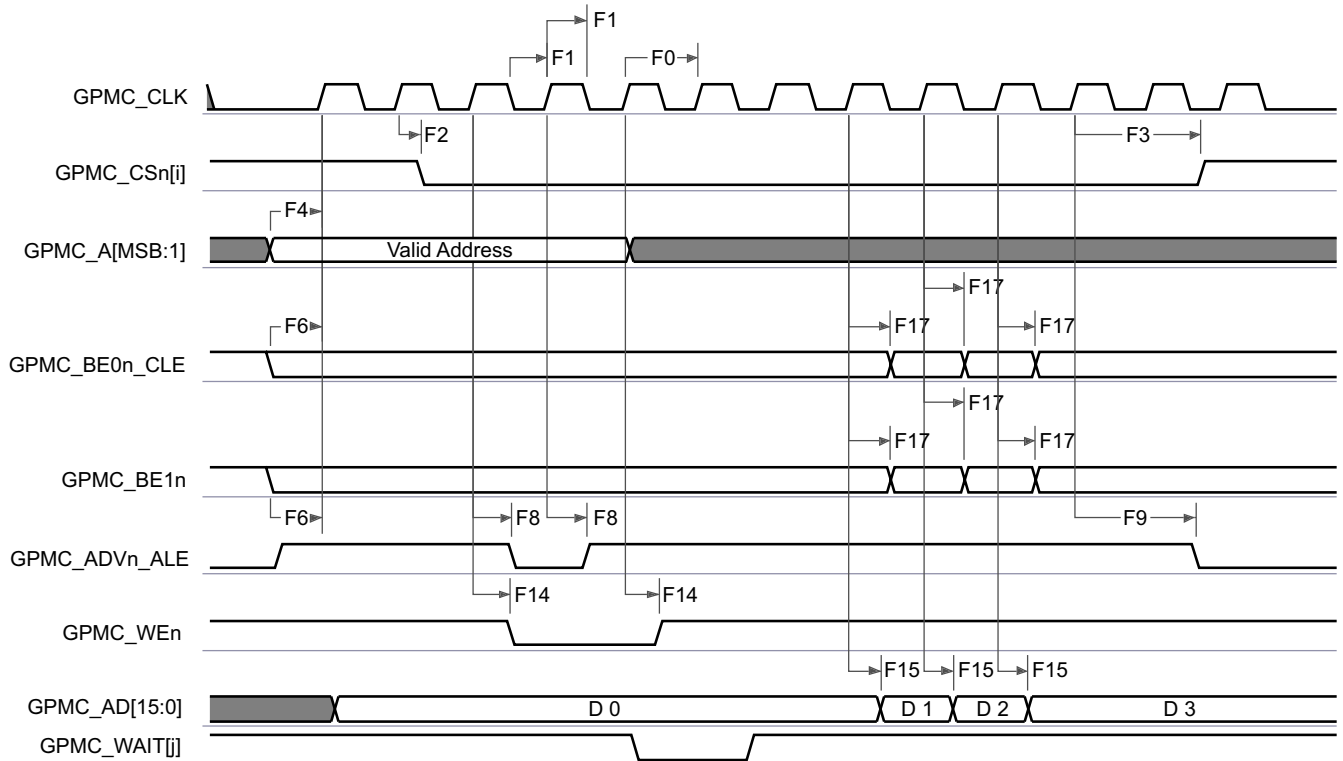 F1
F1
F0
GPMC_CLK
F2
F3
GPMC_CSn[i]
F4
GPMC_A[MSB:1]
Valid Address
F17
F6
F17
F17
GPMC_BE0n_CLE
F17
F17
F17
GPMC_BE1n
F6
F8
F8
F9
GPMC_ADVn_ALE
F14
F14
GPMC_WEn
F15
F15
F15
GPMC_AD[15:0]
D 0
D 1
D 2
D 3
GPMC_WAIT[j]